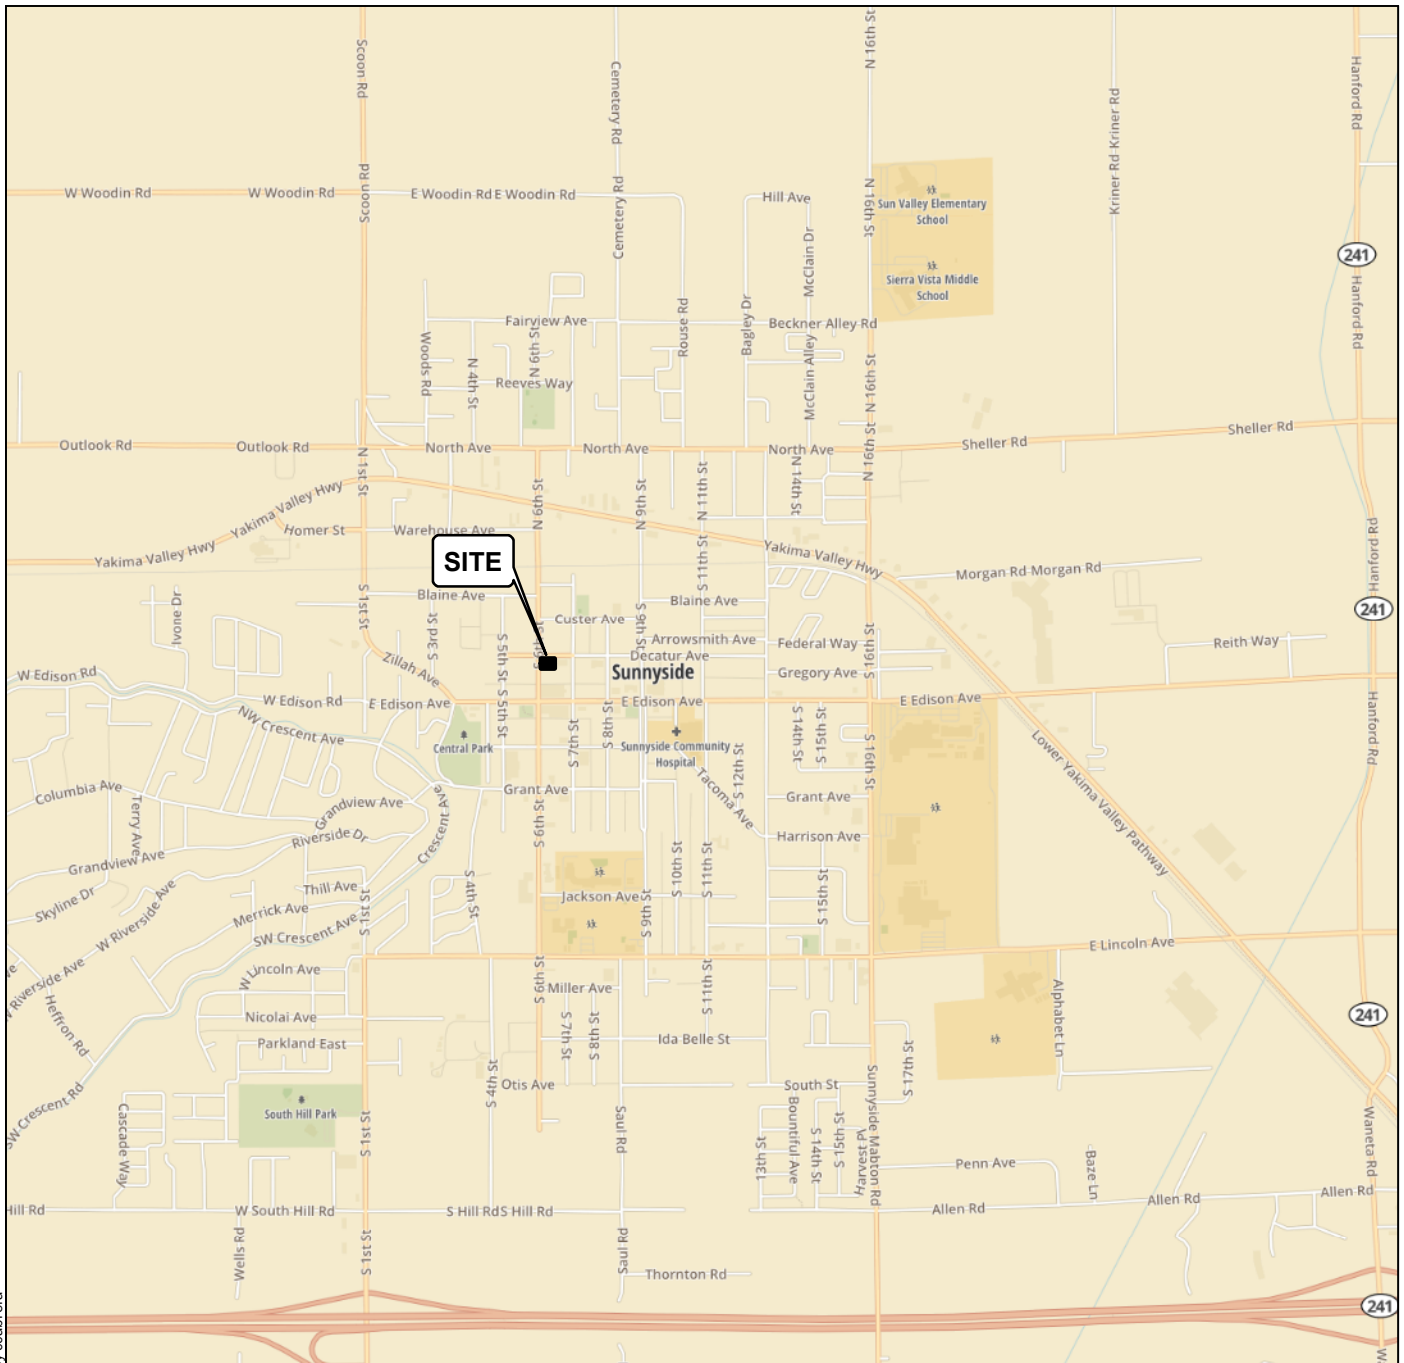 Scoon Rd
Cemetery Rd
N 16th St
Kriner Rd Kriner Rd
Hanford Rd
W Woodin Rd
W Woodin Rd
E Woodin Rd E Woodin Rd
Scoon Rd
Cemetery Rd
Hill Ave
N 16th St
Sun Valley Elementary
School
McClain Dr
241
Sierra Vista Middle
School
Hanford Rd
Fairview Ave
Rouse Rd
Bagley Dr
Beckner Alley Rd
Woods Rd
N 4th St
N 6th St
Reeves Way
McClain Alley
N 16th St
Outlook Rd
Outlook Rd
North Ave
North Ave
North Ave
Sheller Rd
Sheller Rd
N 1st St
N 16th St
N 14th St
Yakima Valley Hwy
N 6th St
N 9th St
N 11th St
Homer St
Warehouse Ave
Yakima Valley Hwy
Yakima Valley Hwy
SITE
S 11th St
Morgan Rd Morgan Rd
Hanford Rd
241
Ivone Dr
S 1st St
Blaine Ave
Blaine Ave
S 3rd St
Custer Ave
S 9th St
Arrowsmith Ave
Federal Way
S 16th St
Reith Way
S 5th St
Decatur Ave
Zillah Ave
Sunnyside
Gregory Ave
W Edison Rd
W Edison Rd
E Edison Ave
S 5th St
E Edison Ave
E Edison Ave
Hanford Rd
NW Crescent Ave
Central Park
S 7th St
S 8th St
Sunnyside Community
Hospital
S 12th St
S 14th St
S 15th St
S 16th St
Lower Yakima Valley Pathway
Columbia Ave
Terry Ave
Grandview Ave
Crescent Ave
Grant Ave
Tacoma Ave
Grant Ave
Riverside Dr
S 6th St
Harrison Ave
Grandview Ave
Skyline Dr
W Riverside Ave
Thill Ave
S 1st St
S 4th St
Jackson Ave
S 9th St
S 10th St
S 11th St
S 15th St
Merrick Ave
SW Crescent Ave
E Lincoln Ave
W Lincoln Ave
Riverside Ave
Heffron Rd
S 6th St
Miller Ave
S 11th St
Alphabet Ln
241
Nicolai Ave
S 7th St
S 8th St
Parkland East
Ida Belle St
S 17th St
SW Crescent Rd
S 4th St
Otis Ave
South St
South Hill Park
Cascade Way
S 1st St
Saul Rd
13th St
Bountiful Ave
S 14th St
S 15th St
Harvest Pl
Sunnyside Mabton Rd
Waneta Rd
Penn Ave
Baze Ln
Hill Rd
W South Hill Rd
S Hill Rd S Hill Rd
Allen Rd
Allen Rd
Allen Rd
Wells Rd
S 1st St
Saul Rd
Thornton Rd
241